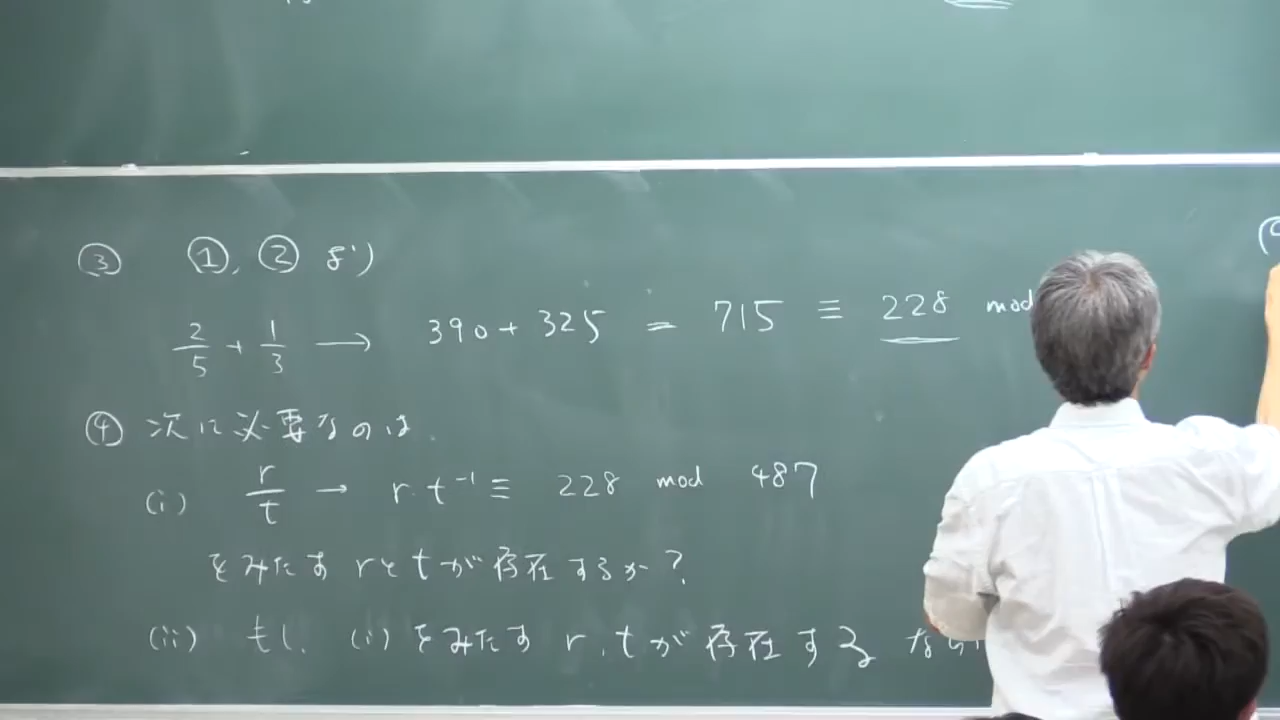 ③ ①, ② より
2/5 + 1/3 → 390 + 325 = 715 ≡ 228 mod
④ 次に必要なのは、
(i) r/t → r・t⁻¹ ≡ 228 mod 487
をみたす r と t が存在するか?
(ii) もし、(i) をみたす r, t が存在する なら